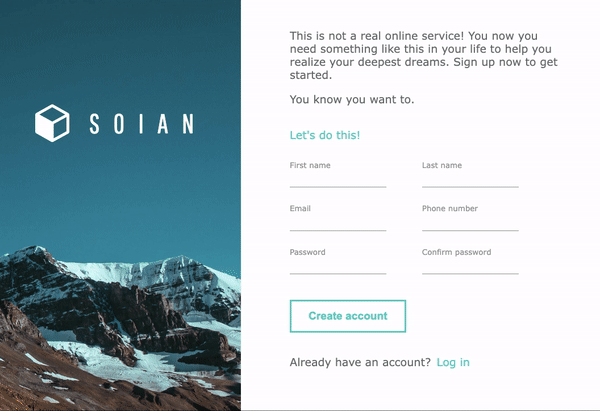 SOIAN
This is not a real online service! You now you
need something like this in your life to help you
realize your deepest dreams. Sign up now to get
started.
You know you want to.
Let's do this!
First name
Last name
Email
Phone number
Password
Confirm password
Create account
Already have an account? Log in